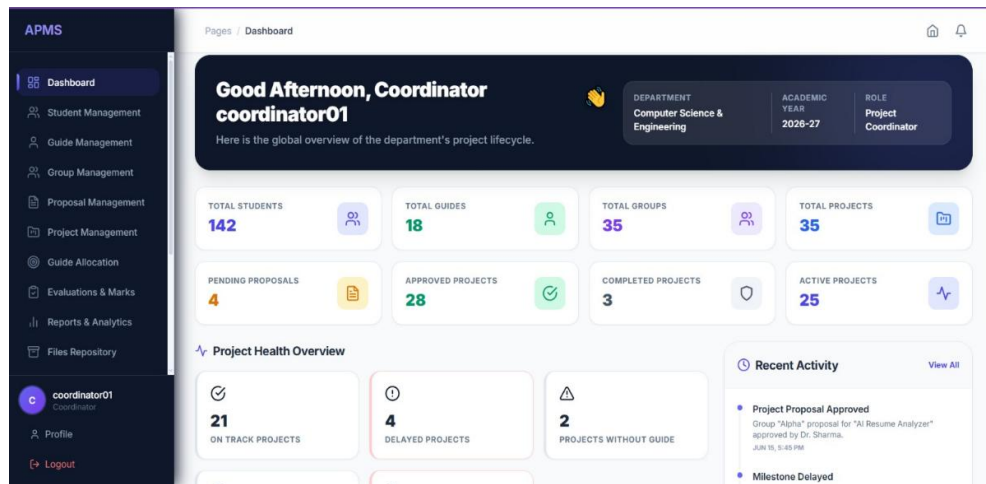 APMS
Dashboard
Student Management
Guide Management
Group Management
Proposal Management
Project Management
Guide Allocation
Evaluations & Marks
Reports & Analytics
Files Repository
C
coordinator01
Coordinator
Profile
Logout
Pages / Dashboard
Good Afternoon, Coordinator
coordinator01
Here is the global overview of the department's project lifecycle.
DEPARTMENT
Computer Science &
Engineering
ACADEMIC
YEAR
2026-27
ROLE
Project
Coordinator
TOTAL STUDENTS
142
TOTAL GUIDES
18
TOTAL GROUPS
35
TOTAL PROJECTS
35
PENDING PROPOSALS
4
APPROVED PROJECTS
28
COMPLETED PROJECTS
3
ACTIVE PROJECTS
25
Project Health Overview
21
ON TRACK PROJECTS
4
DELAYED PROJECTS
2
PROJECTS WITHOUT GUIDE
Recent Activity
View All
Project Proposal Approved
Group "Alpha" proposal for "AI Resume Analyzer"
approved by Dr. Sharma.
JUN 15, 5:45 PM
Milestone Delayed